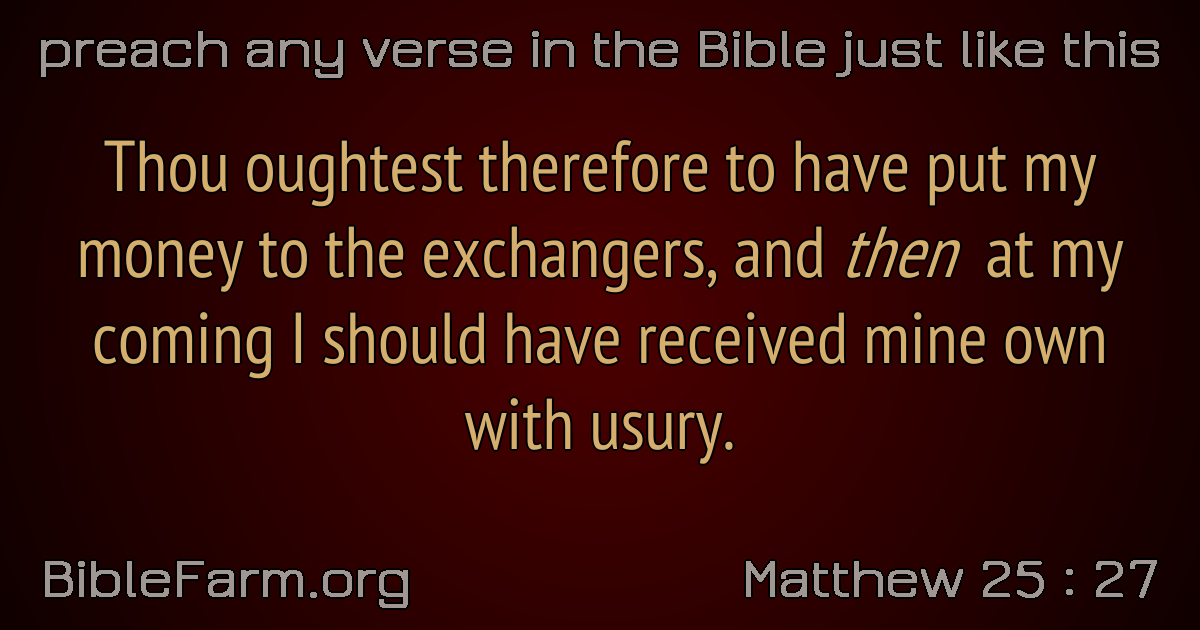 preach any verse in the Bible just like this
Thou oughtest therefore to have put my
money to the exchangers, and then at my
coming I should have received mine own
with usury.
BibleFarm.org
Matthew 25 : 27